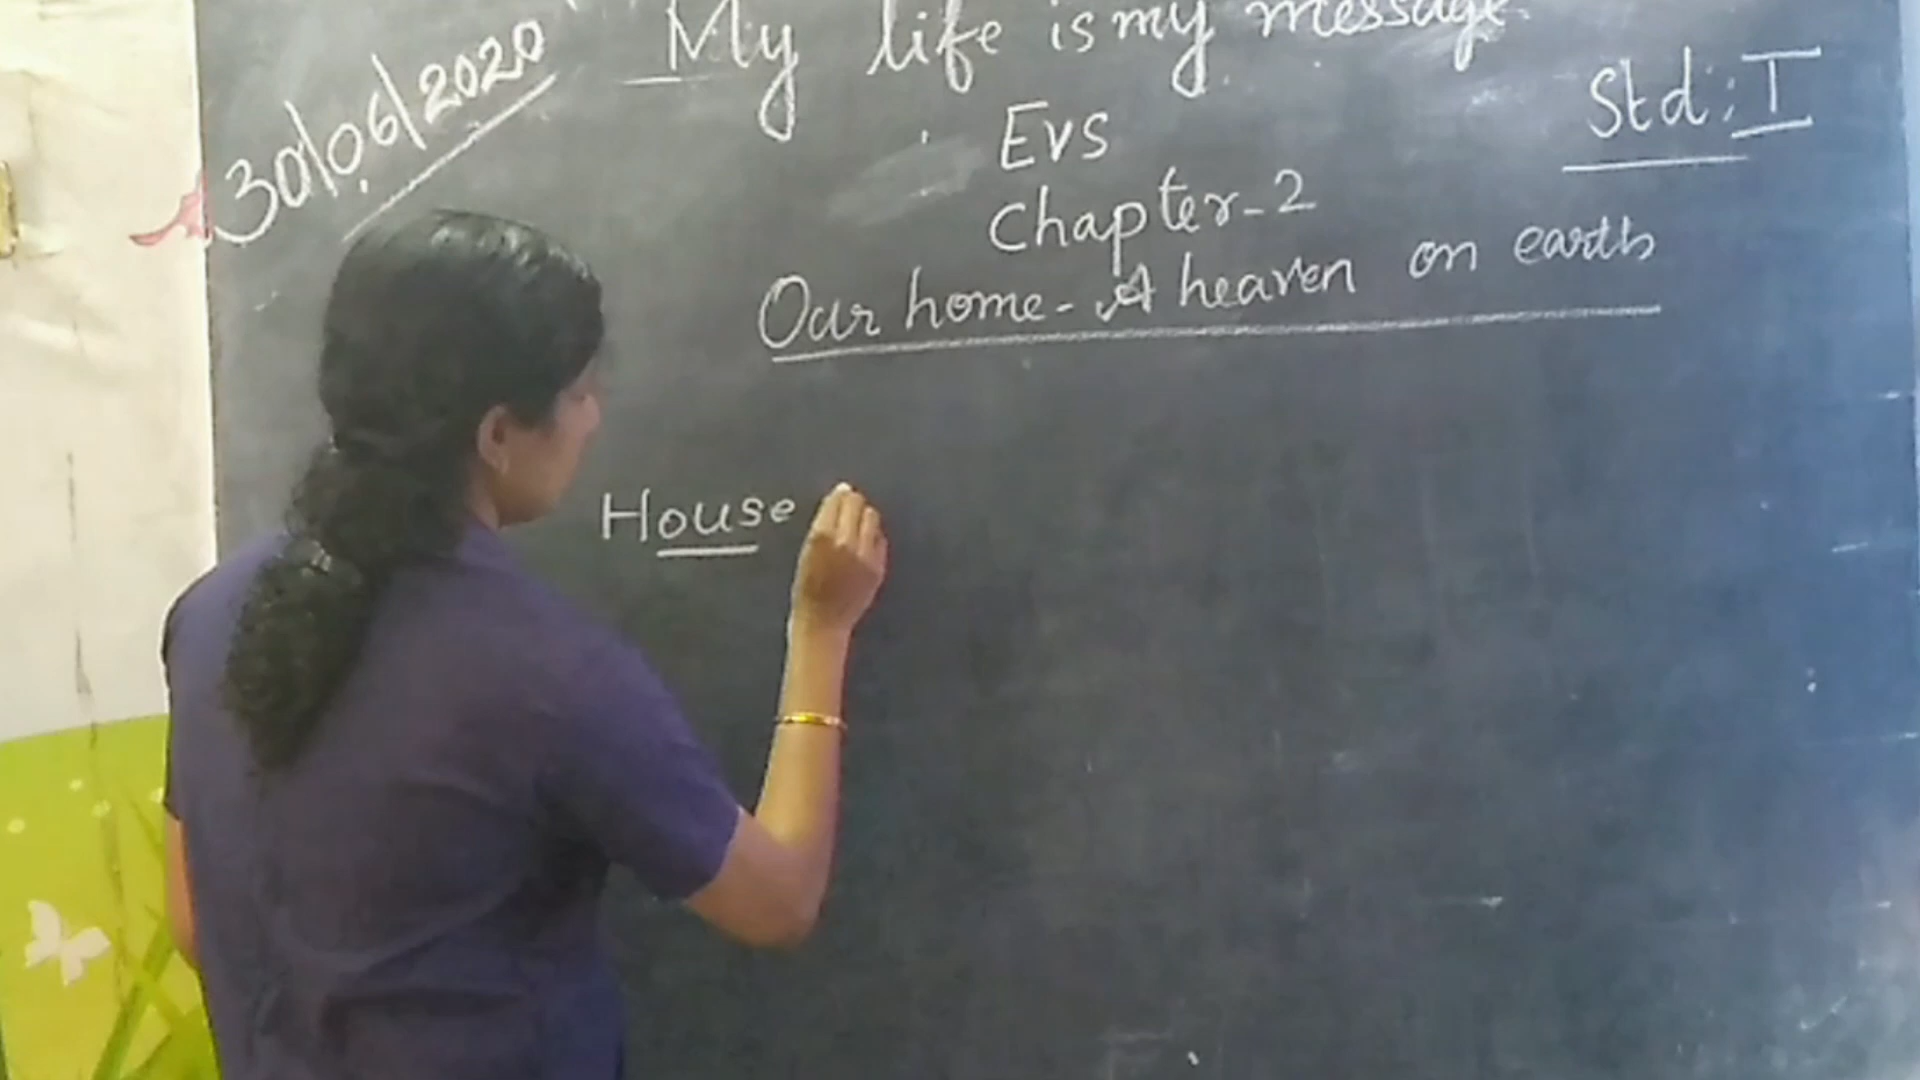 My life is my message.
30/06/2020
Std: I
Evs
Chapter-2
Our home - A heaven on earth
House